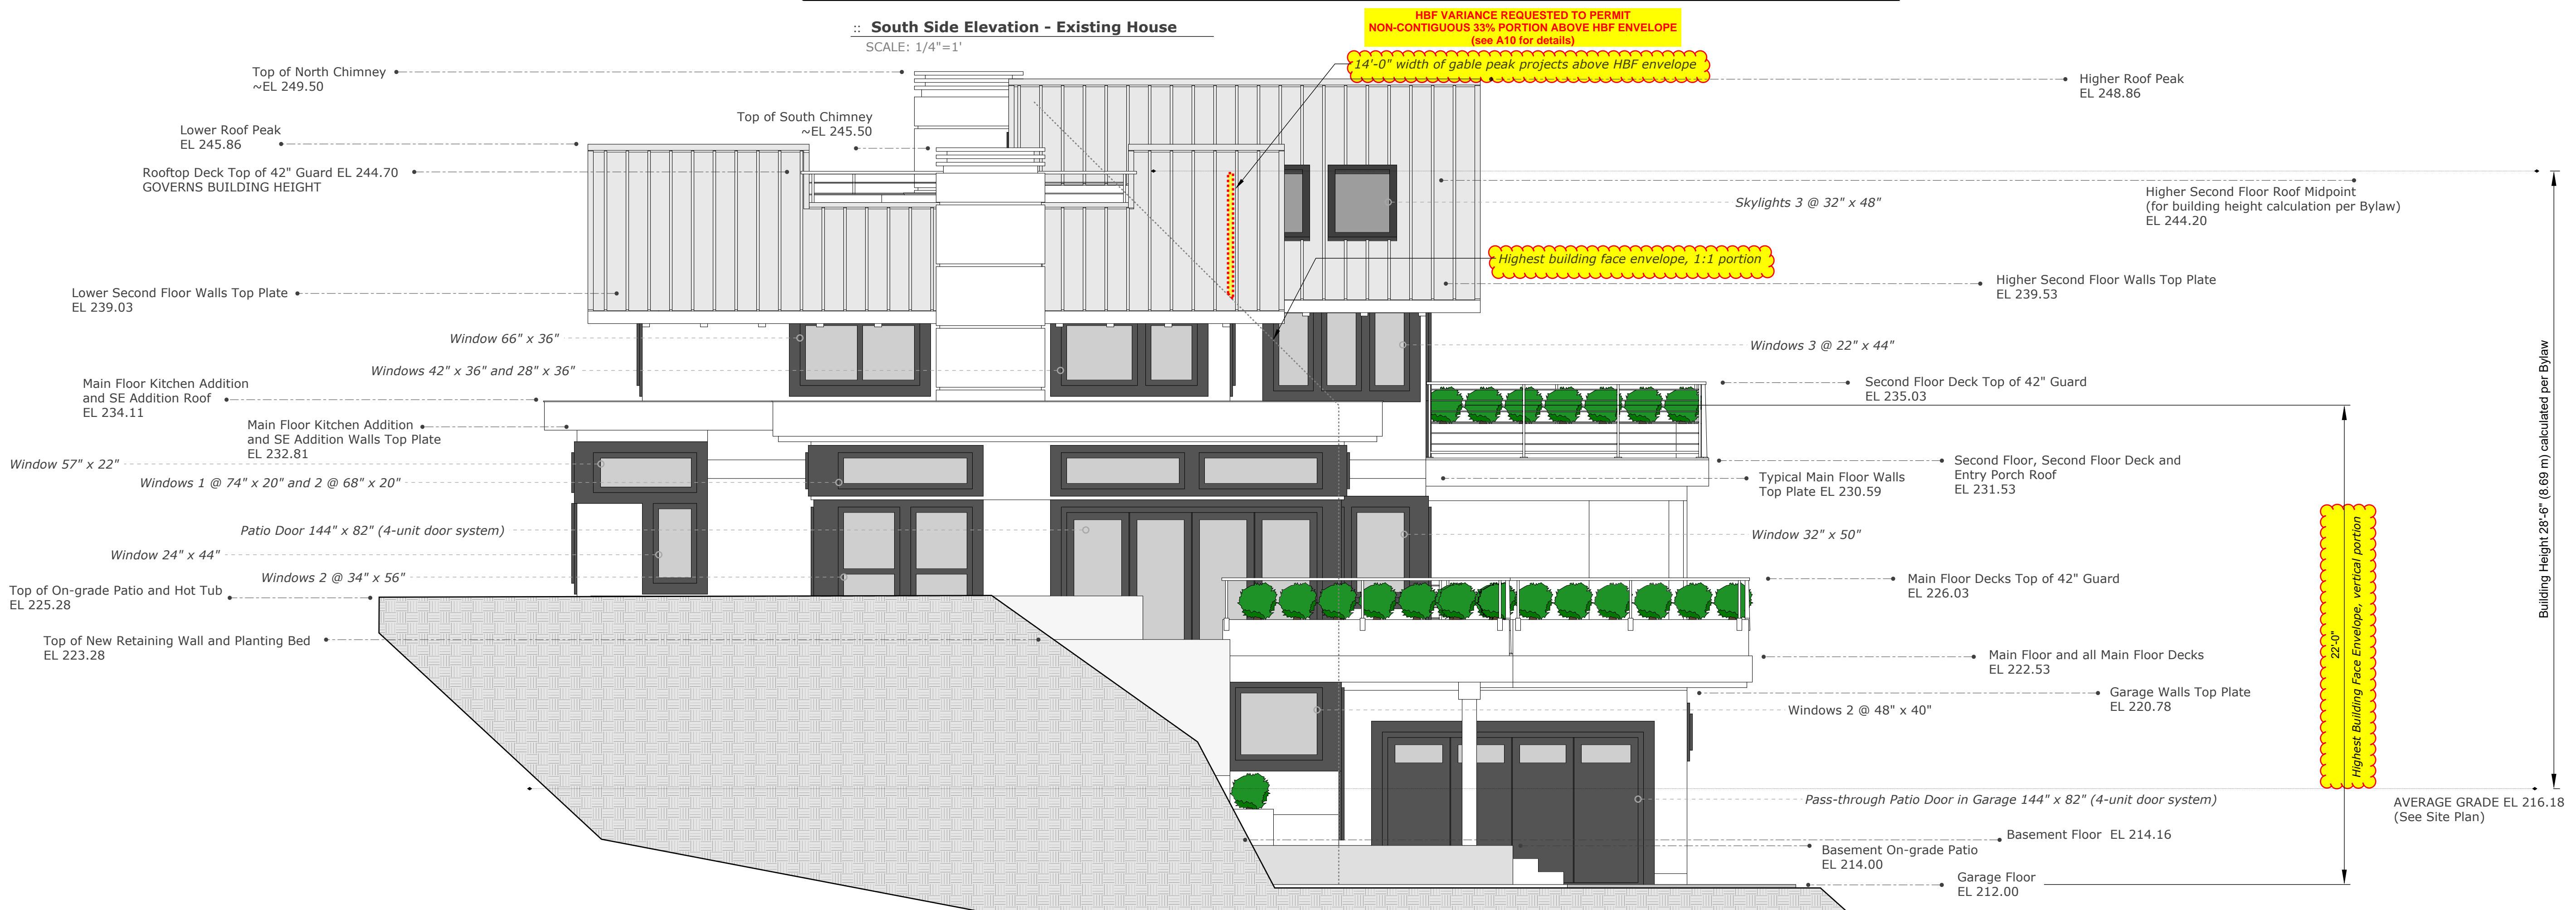 :: South Side Elevation - Existing House
SCALE: 1/4"=1'
HBF VARIANCE REQUESTED TO PERMIT
NON-CONTIGUOUS 33% PORTION ABOVE HBF ENVELOPE
(see A10 for details)
14'-0" width of gable peak projects above HBF envelope
Top of North Chimney
~EL 249.50
Higher Roof Peak
EL 248.86
Top of South Chimney
~EL 245.50
Lower Roof Peak
EL 245.86
Rooftop Deck Top of 42" Guard EL 244.70
GOVERNS BUILDING HEIGHT
Higher Second Floor Roof Midpoint
(for building height calculation per Bylaw)
EL 244.20
Skylights 3 @ 32" x 48"
Highest building face envelope, 1:1 portion
Lower Second Floor Walls Top Plate
EL 239.03
Higher Second Floor Walls Top Plate
EL 239.53
Window 66" x 36"
Windows 3 @ 22" x 44"
Windows 42" x 36" and 28" x 36"
Main Floor Kitchen Addition
and SE Addition Roof
EL 234.11
Second Floor Deck Top of 42" Guard
EL 235.03
Main Floor Kitchen Addition
and SE Addition Walls Top Plate
EL 232.81
Window 57" x 22"
Windows 1 @ 74" x 20" and 2 @ 68" x 20"
Second Floor, Second Floor Deck and
Entry Porch Roof
EL 231.53
Typical Main Floor Walls
Top Plate EL 230.59
Patio Door 144" x 82" (4-unit door system)
Window 32" x 50"
Window 24" x 44"
Windows 2 @ 34" x 56"
Top of On-grade Patio and Hot Tub
EL 225.28
Main Floor Decks Top of 42" Guard
EL 226.03
Top of New Retaining Wall and Planting Bed
EL 223.28
Main Floor and all Main Floor Decks
EL 222.53
Garage Walls Top Plate
EL 220.78
Windows 2 @ 48" x 40"
Pass-through Patio Door in Garage 144" x 82" (4-unit door system)
AVERAGE GRADE EL 216.18
(See Site Plan)
Basement Floor EL 214.16
Basement On-grade Patio
EL 214.00
Garage Floor
EL 212.00
22'-0"
Highest Building Face Envelope, vertical portion
Building Height 28'-6" (8.69 m) calculated per Bylaw